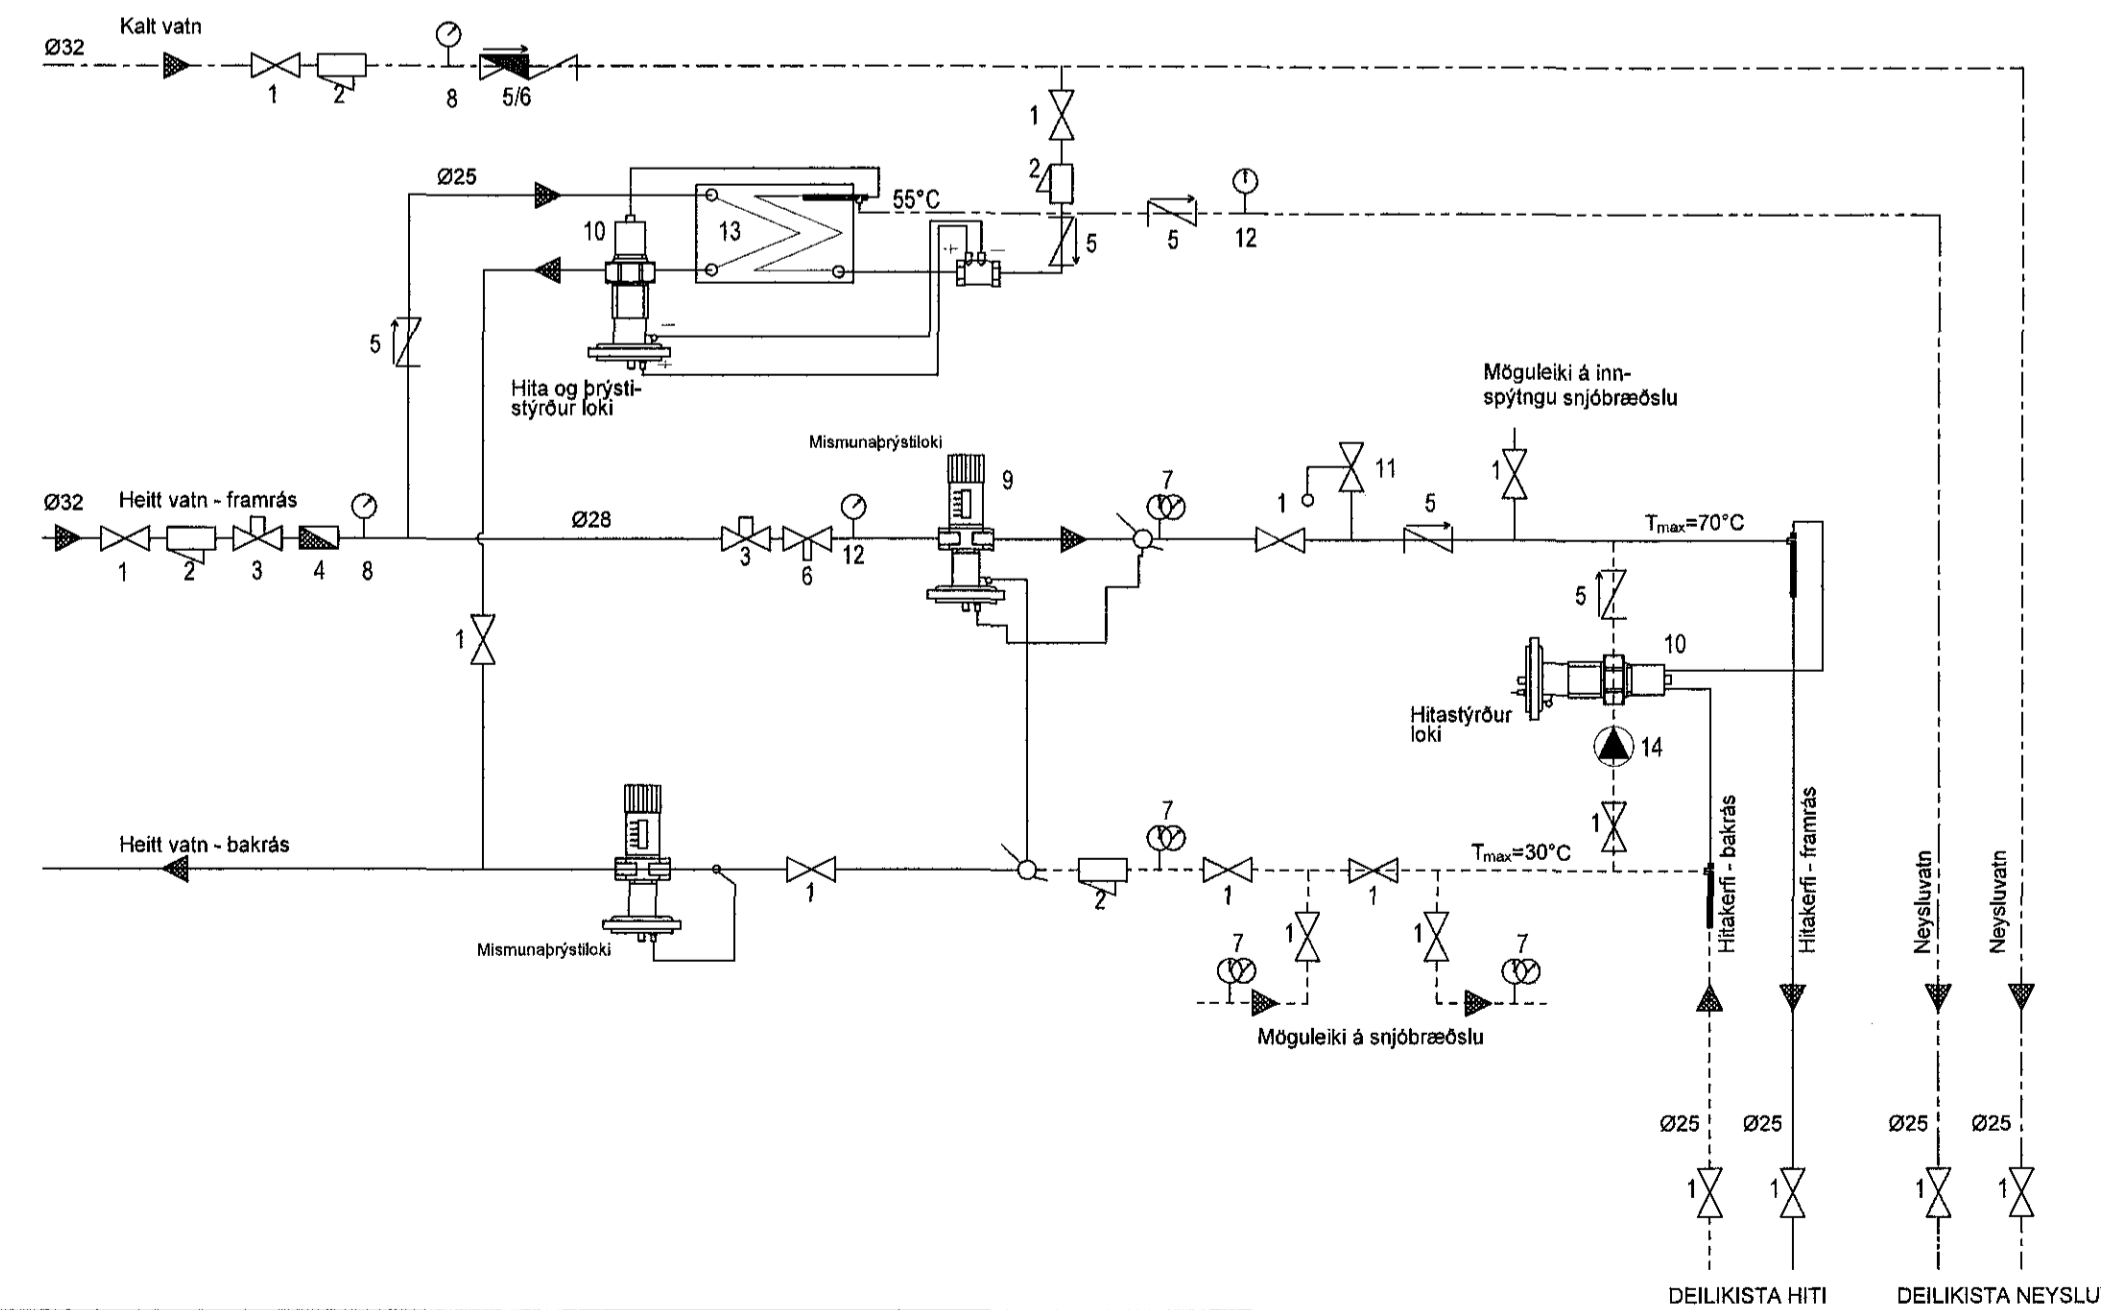 Kalt vatn
Ø32
1
2
8
5/6
1
2
Ø25
55°C
10
13
5
5
12
+
−
5
−
+
Hita og þrýsti-
stýrður loki
Möguleiki á inn-
spýtngu snjóbræðslu
Mismunaþrýstiloki
9
7
11
1
1
5
Ø32
Heitt vatn - framrás
Ø28
Tmax=70°C
1
2
3
4
8
3
6
12
5
1
10
Hitastýrður
loki
14
1
7
Heitt vatn - bakrás
Tmax=30°C
1
2
1
1
Mismunaþrýstiloki
1
1
7
7
Möguleiki á snjóbræðslu
Hitakerfi - bakrás
Hitakerfi - framrás
Neysluvatn
Neysluvatn
Ø25
Ø25
Ø25
Ø25
1
1
1
1
DEILIKISTA HITI
DEILIKISTA NEYSLU